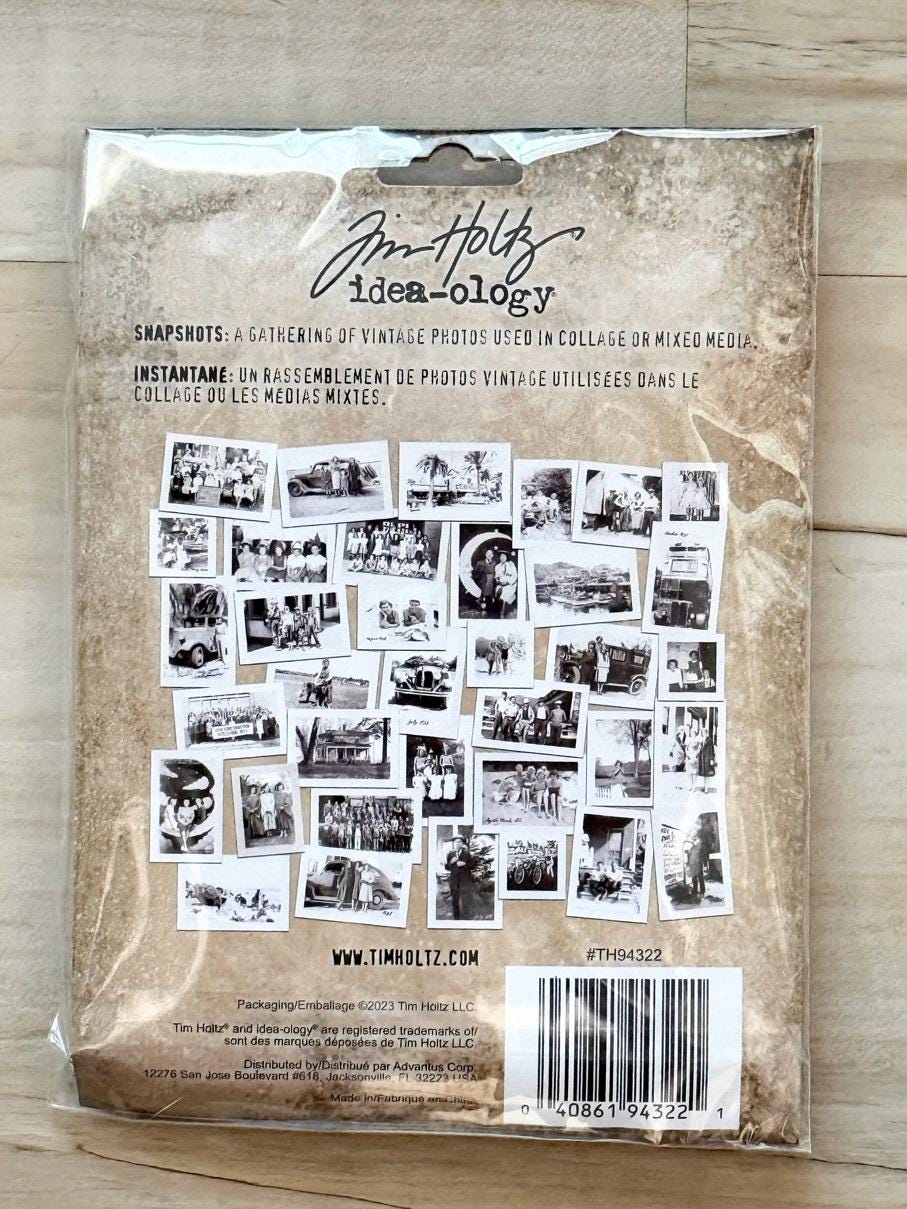 Tim Holtz
idea-ology®
SNAPSHOTS: A GATHERING OF VINTAGE PHOTOS USED IN COLLAGE OR MIXED MEDIA.
INSTANTANÉ: UN RASSEMBLEMENT DE PHOTOS VINTAGE UTILISÉES DANS LE
COLLAGE OU LES MÉDIAS MIXTES.
July 1933
WWW.TIMHOLTZ.COM
#TH94322
Packaging/Emballage ©2023 Tim Holtz LLC.
Tim Holtz® and idea-ology® are registered trademarks of/
sont des marques déposées de Tim Holtz LLC.
Distributed by/Distribué par Advantus Corp.
12276 San Jose Boulevard #618, Jacksonville, FL 32223 USA
Made in/Fabriqué en China
0 40861 94322 1